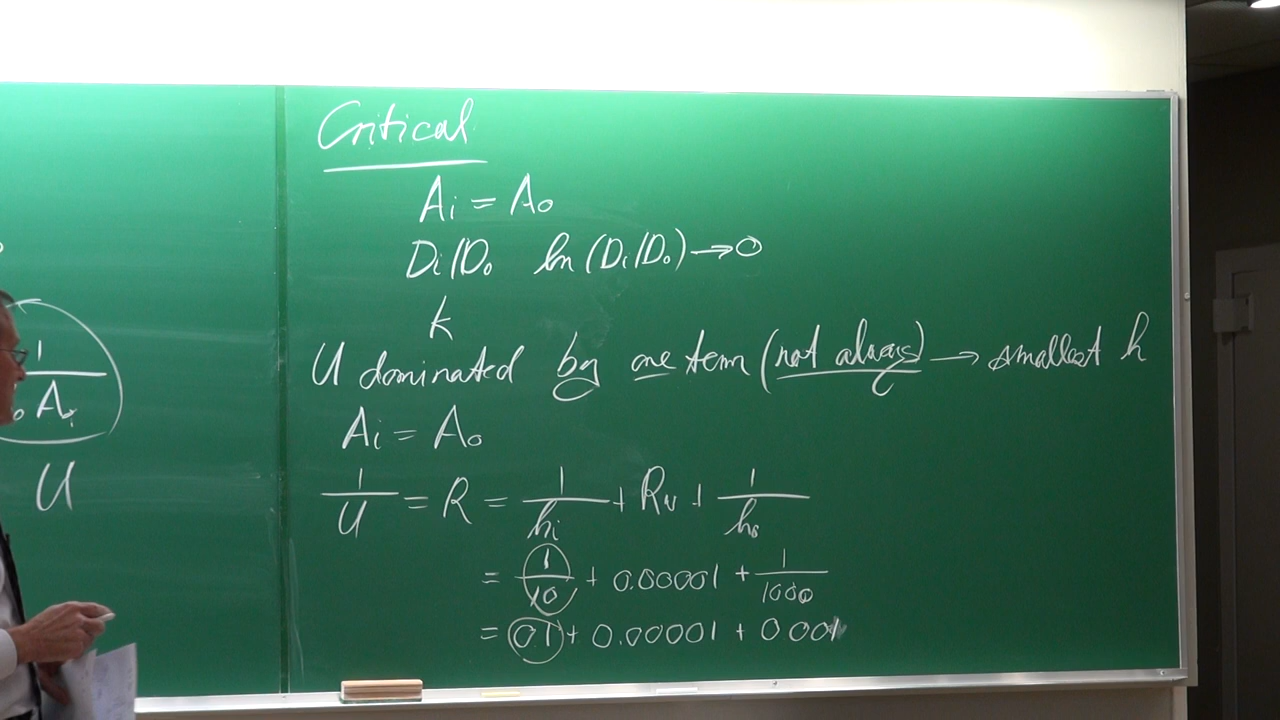 Critical
Ai = Ao
Di/Do ln (Di/Do) → 0
k
U dominated by one term (not always) → smallest h
Ai = Ao
1/U = R = 1/hi + Rw + 1/ho
= 1/10 + 0.00001 + 1/1000
= 0.1 + 0.00001 + 0.001
1
o Ai
U